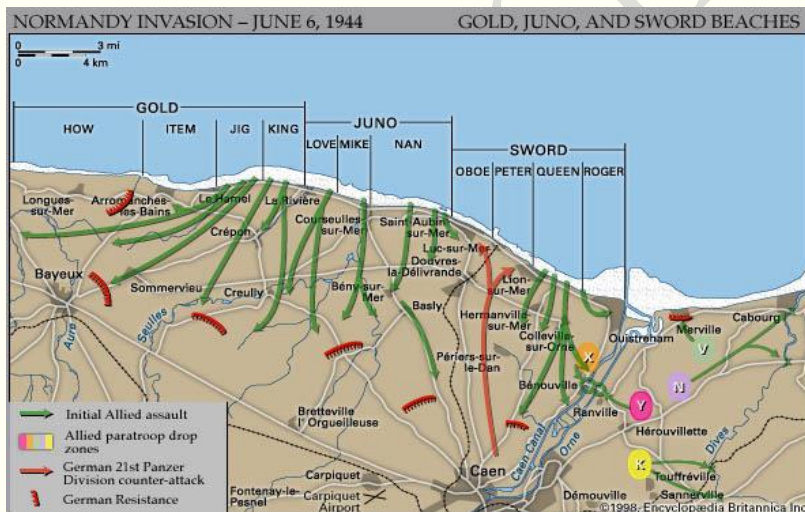 NORMANDY INVASION – JUNE 6, 1944
GOLD, JUNO, AND SWORD BEACHES
0 3 mi
0 4 km
GOLD
HOW
ITEM
JIG
KING
JUNO
LOVE
MIKE
NAN
SWORD
OBOE
PETER
QUEEN
ROGER
Longues-
sur-Mer
Arromanches-
les-Bains
Le Hamel
La Rivière
Crépon
Courseulles-
sur-Mer
Saint-Aubin-
sur-Mer
Luc-sur-Mer
Douvres-
la-Délivrande
Lion-
sur-Mer
Bayeux
Sommervieu
Creully
Bény-sur-
Mer
Basly
Hermanville-
sur-Mer
Colleville-
sur-Orne
Ouistreham
Merville
Cabourg
Aure
Seulles
Périers-sur-
le-Dan
Bénouville
Ranville
X
V
N
Y
K
Hérouvillette
Bretteville
l'Orgueilleuse
Caen Canal
Orne
Dives
Touffréville
Sannerville
Caen
Démouville
Carpiquet
Carpiquet
Airport
Fontenay-le-
Pesnel
Initial Allied assault
Allied paratroop drop
zones
German 21st Panzer
Division counter-attack
German Resistance
©1998, Encyclopædia Britannica Inc